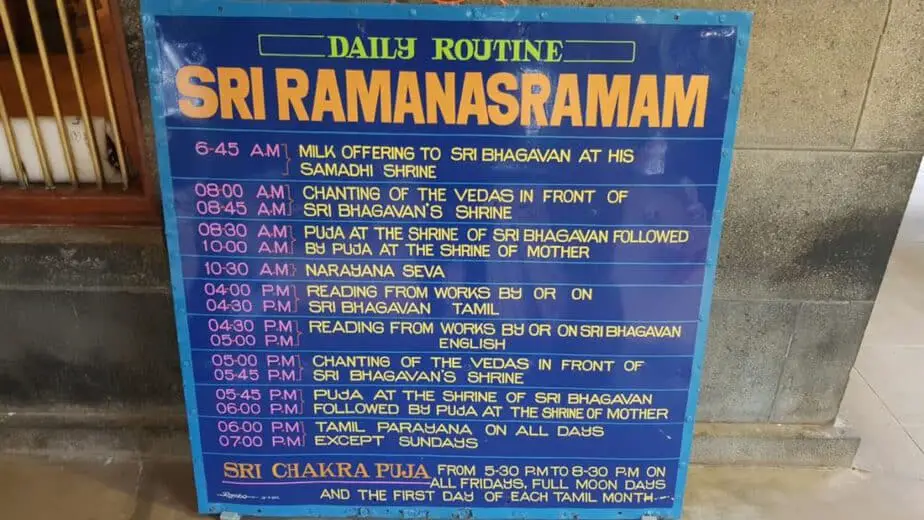 DAILY ROUTINE
SRI RAMANASRAMAM
6-45 A.M MILK OFFERING TO SRI BHAGAVAN AT HIS
SAMADHI SHRINE
08-00 A.M CHANTING OF THE VEDAS IN FRONT OF
08-45 A.M SRI BHAGAVAN'S SHRINE
08-30 A.M PUJA AT THE SHRINE OF SRI BHAGAVAN FOLLOWED
10-00 A.M BY PUJA AT THE SHRINE OF MOTHER
10-30 A.M NARAYANA SEVA
04-00 P.M READING FROM WORKS BY OR ON
04-30 P.M SRI BHAGAVAN TAMIL
04-30 P.M READING FROM WORKS BY OR ON SRI BHAGAVAN
05-00 P.M ENGLISH
05-00 P.M CHANTING OF THE VEDAS IN FRONT OF
05-45 P.M SRI BHAGAVAN'S SHRINE
05-45 P.M PUJA AT THE SHRINE OF SRI BHAGAVAN
06-00 P.M FOLLOWED BY PUJA AT THE SHRINE OF MOTHER
06-00 P.M TAMIL PARAYANA ON ALL DAYS
07-00 P.M EXCEPT SUNDAYS
SRI CHAKRA PUJA FROM 5-30 P.M TO 8-30 P.M ON
ALL FRIDAYS, FULL MOON DAYS
AND THE FIRST DAY OF EACH TAMIL MONTH